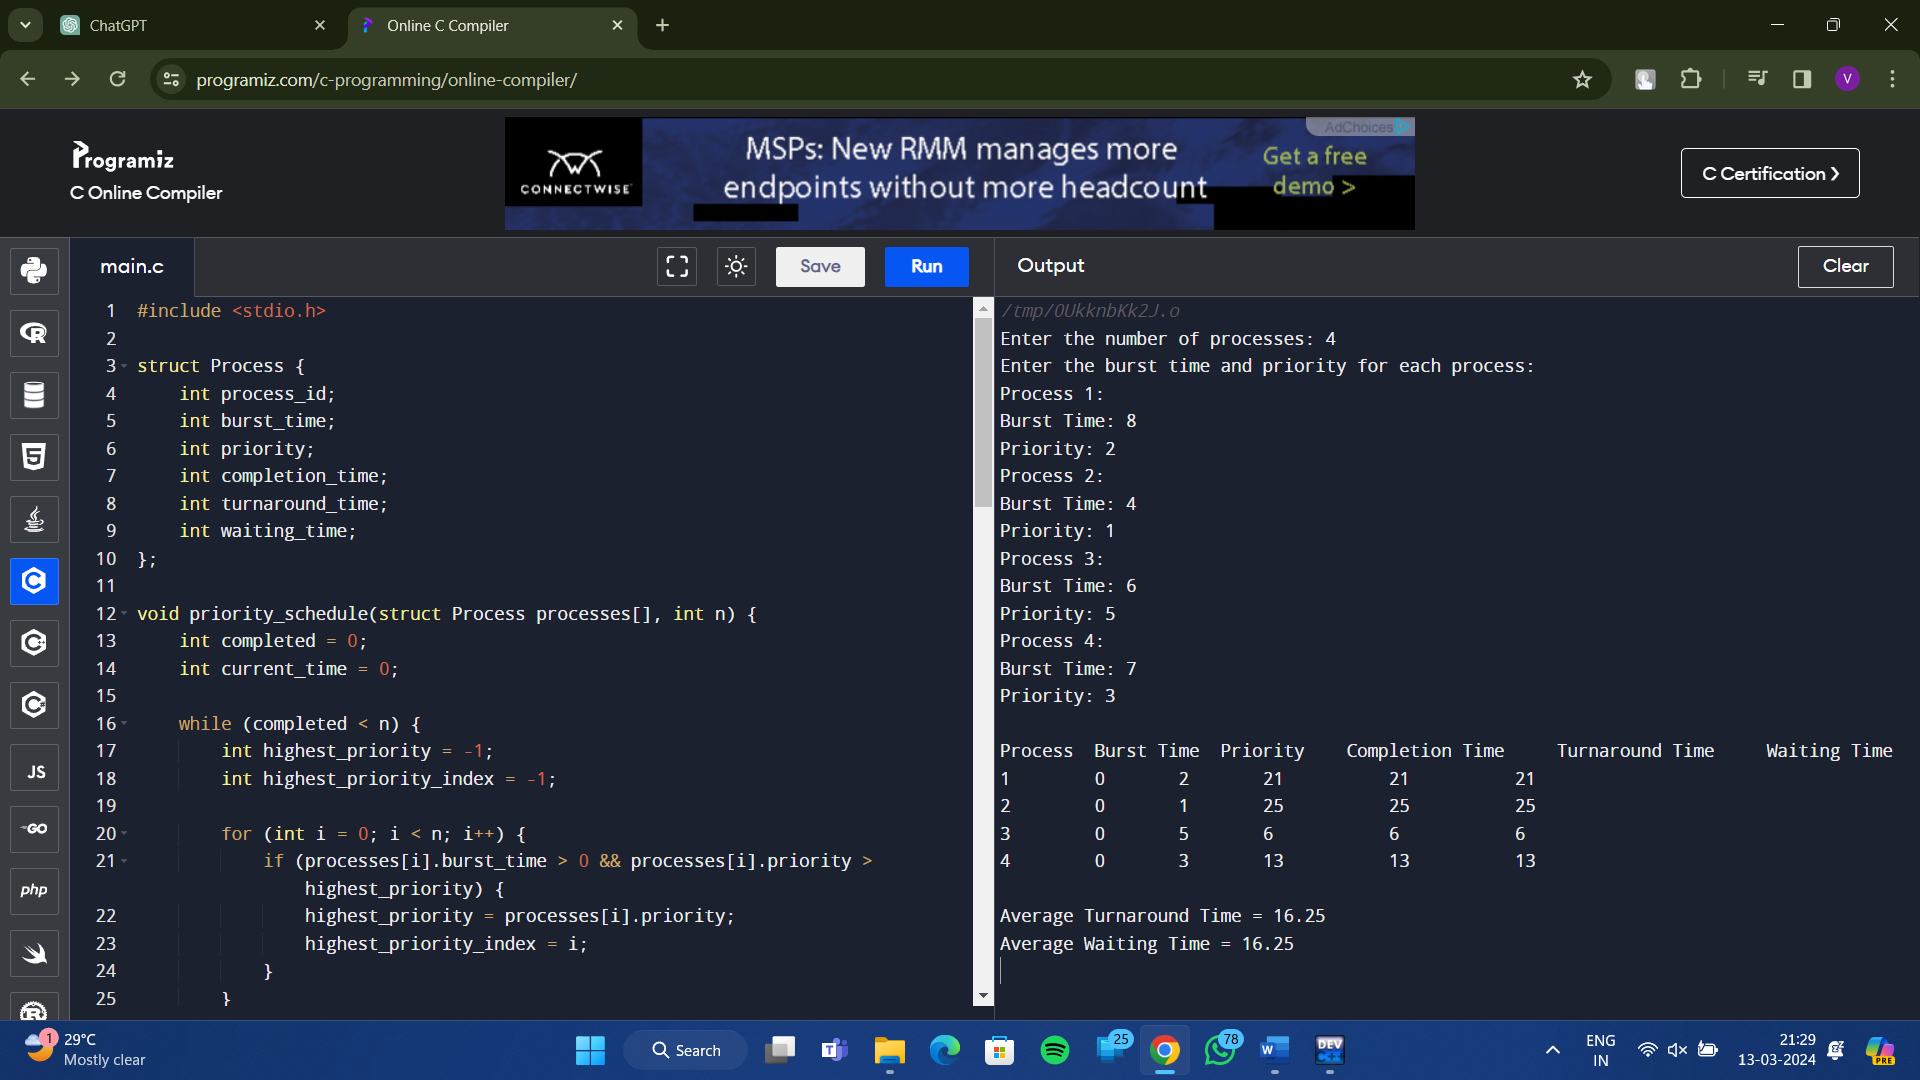 ChatGPT
Online C Compiler
programiz.com/c-programming/online-compiler/
V
Programiz
C Online Compiler
CONNECTWISE
MSPs: New RMM manages more
endpoints without more headcount
AdChoices
Get a free
demo >
C Certification ❯
main.c
Save
Run
Output
Clear
1 #include <stdio.h>
2
3 struct Process {
4 int process_id;
5 int burst_time;
6 int priority;
7 int completion_time;
8 int turnaround_time;
9 int waiting_time;
10 };
11
12 void priority_schedule(struct Process processes[], int n) {
13 int completed = 0;
14 int current_time = 0;
15
16 while (completed < n) {
17 int highest_priority = -1;
18 int highest_priority_index = -1;
19
20 for (int i = 0; i < n; i++) {
21 if (processes[i].burst_time > 0 && processes[i].priority >
highest_priority) {
22 highest_priority = processes[i].priority;
23 highest_priority_index = i;
24 }
25 }
/tmp/0UkknbKk2J.o
Enter the number of processes: 4
Enter the burst time and priority for each process:
Process 1:
Burst Time: 8
Priority: 2
Process 2:
Burst Time: 4
Priority: 1
Process 3:
Burst Time: 6
Priority: 5
Process 4:
Burst Time: 7
Priority: 3
Process Burst Time Priority Completion Time Turnaround Time Waiting Time
1 0 2 21 21 21
2 0 1 25 25 25
3 0 5 6 6 6
4 0 3 13 13 13
Average Turnaround Time = 16.25
Average Waiting Time = 16.25
JS
GO
php
1
29°C
Mostly clear
Search
25
78
DEV
ENG
IN
21:29
13-03-2024
PRE